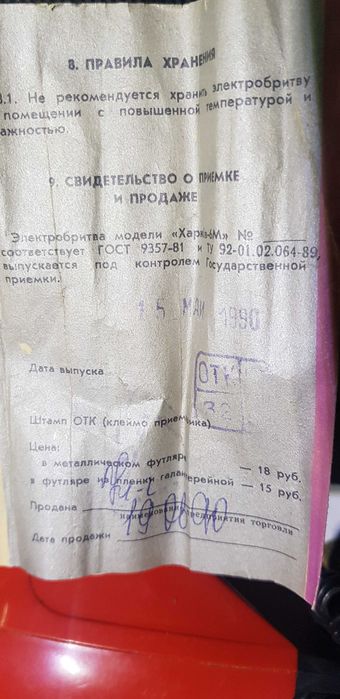 8. ПРАВИЛА ХРАНЕНИЯ
8.1. Не рекомендуется хранить электробритву
помещении с повышенной температурой и
ажностью.
9. СВИДЕТЕЛЬСТВО О ПРИЕМКЕ
И ПРОДАЖЕ
Электробритва модели «Харьков-М» №
соответствует ГОСТ 9357-81 и ТУ 92-01.02.064-89,
выпускается под контролем Государственной
приемки.
15 МАИ 1990
Дата выпуска
ОТК
32
Штамп ОТК (клеймо приемщика)
Цена:
в металлическом футляре — 18 руб.
в футляре из пленки галантерейной — 15 руб.
Продана
наименование предприятия торговли
Дата продажи 19 06 90